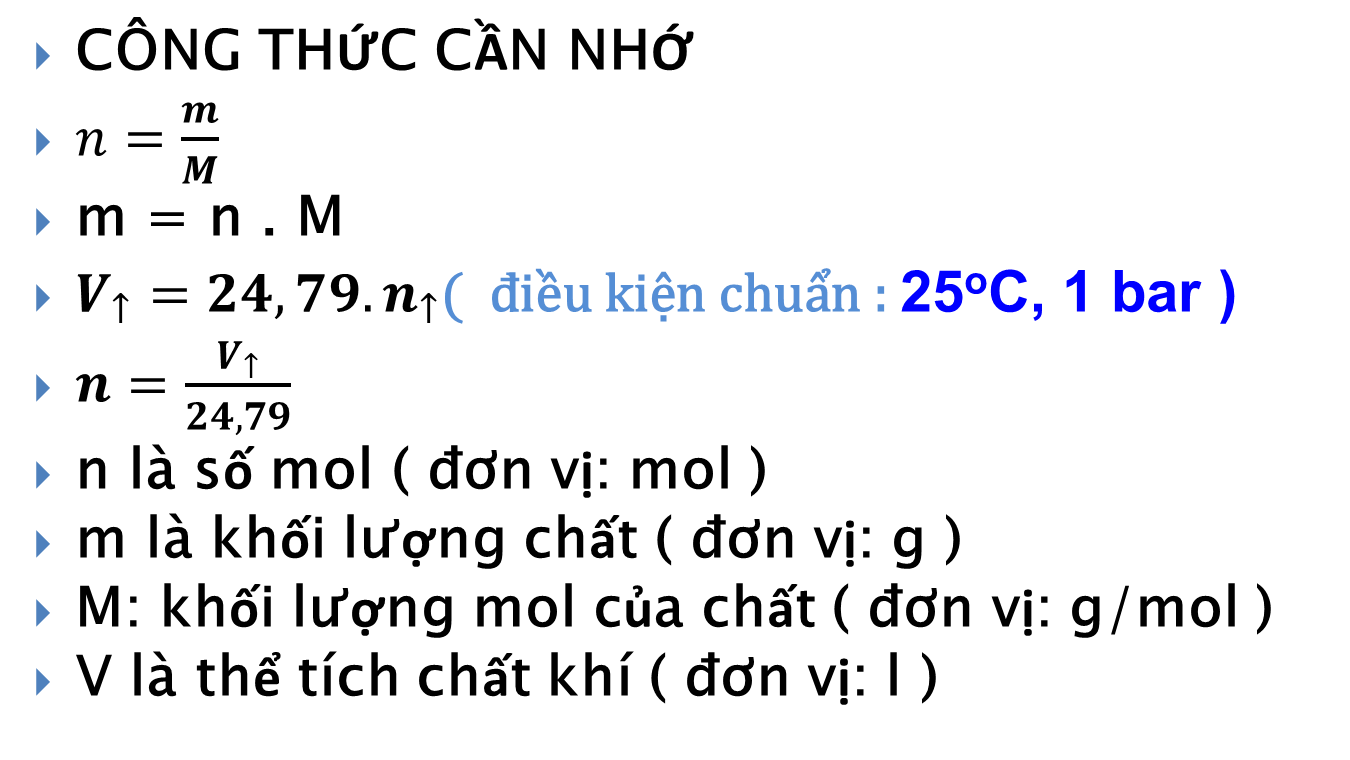 CÔNG THỨC CẦN NHỚ
n = m/M
m = n . M
V↑ = 24,79.n↑( điều kiện chuẩn : 25oC, 1 bar )
n = V↑/24,79
n là số mol ( đơn vị: mol )
m là khối lượng chất ( đơn vị: g )
M: khối lượng mol của chất ( đơn vị: g/mol )
V là thể tích chất khí ( đơn vị: l )